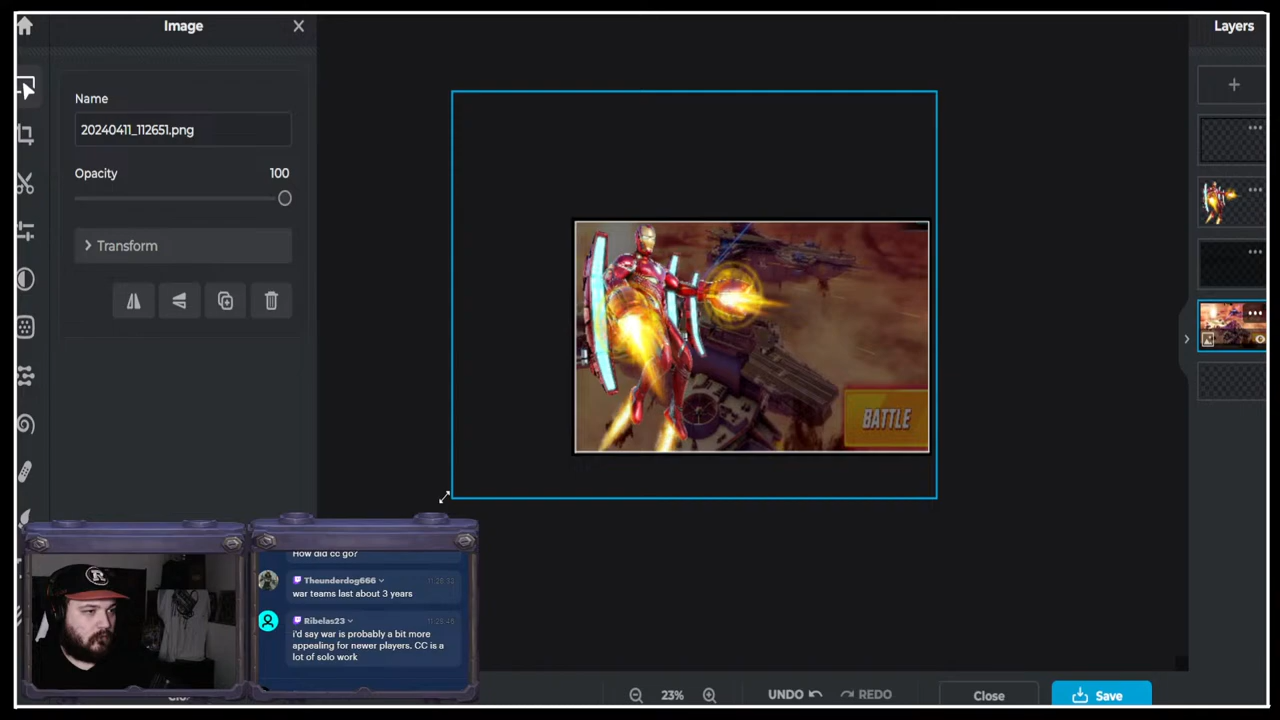 Image
Layers
Name
20240411_112651.png
Opacity
100
Transform
BATTLE
How did cc go?
Theunderdog666
war teams last about 3 years
Ribelas23
i'd say war is probably a bit more
appealing for newer players. CC is a
lot of solo work
23%
UNDO
REDO
Close
Save